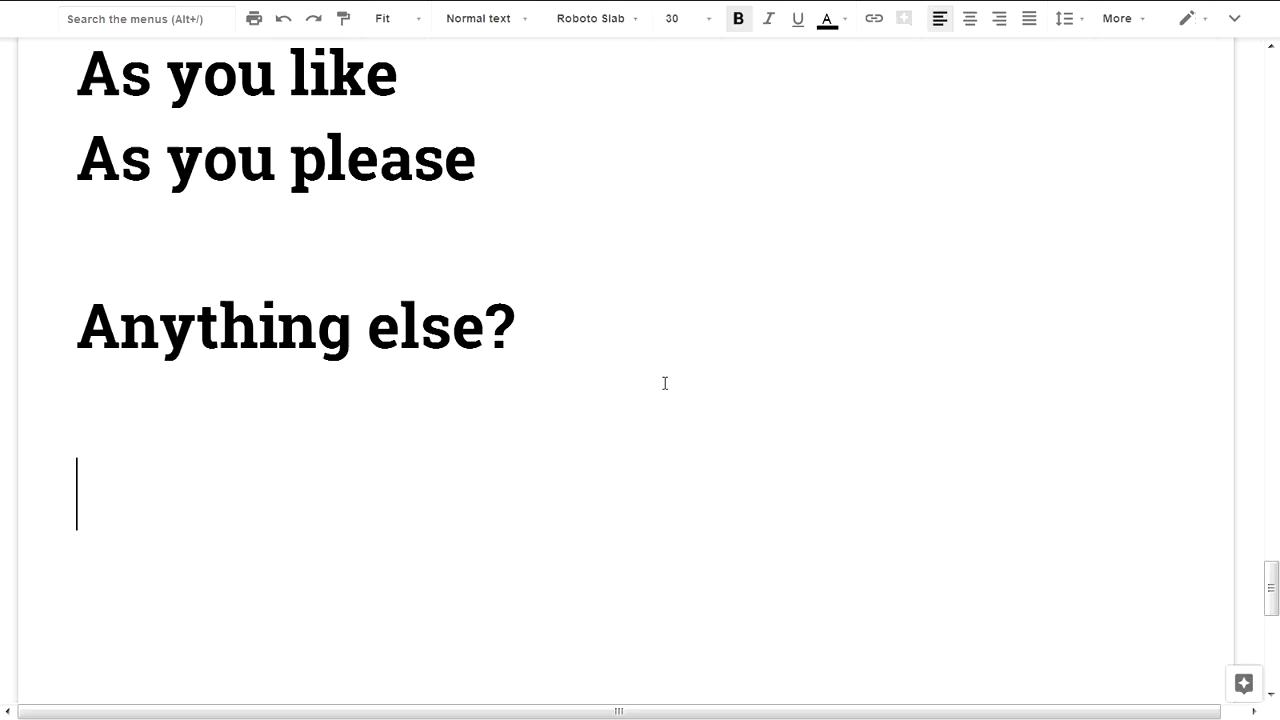 Search the menus (Alt+/)
Fit
Normal text
Roboto Slab
30
B
I
U
A
More
As you like
As you please
Anything else?